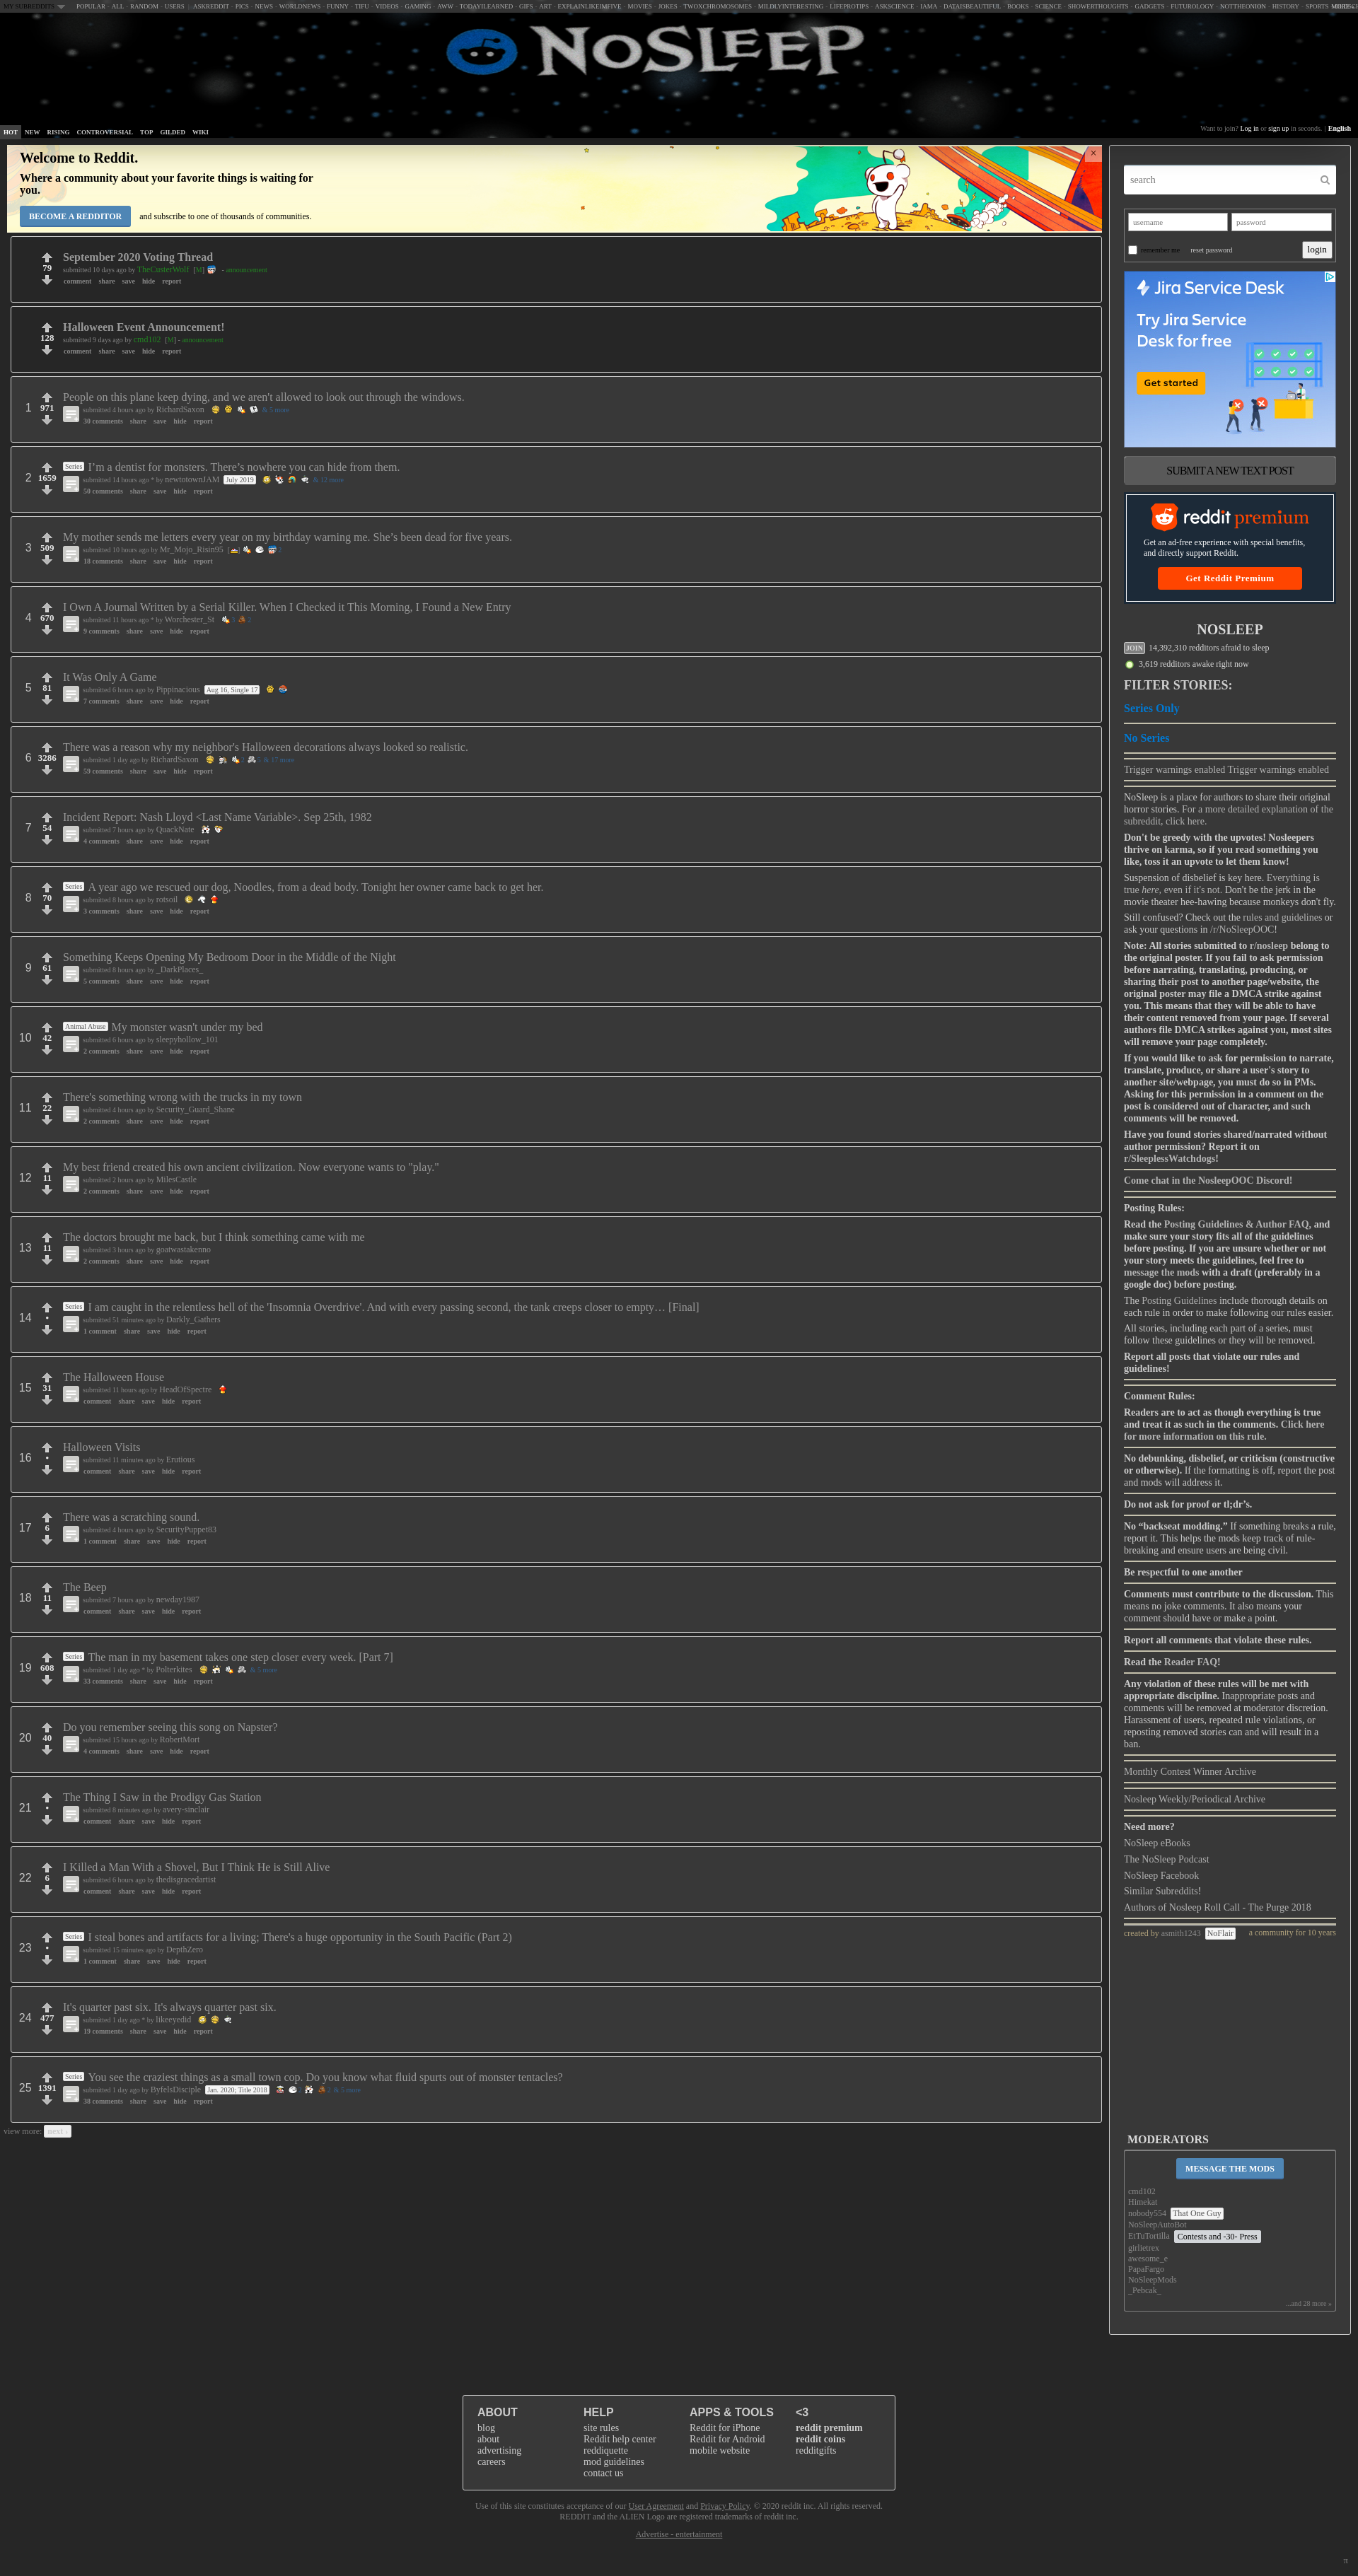 MY SUBREDDITS POPULAR - ALL - RANDOM - USERS ASKREDDIT - PICS - NEWS - WORLDNEWS - FUNNY - TIFU - VIDEOS - GAMING - AWW - TODAYILEARNED - GIFS - ART - EXPLAINLIKEIMFIVE - MOVIES - JOKES - TWOXCHROMOSOMES - MILDLYINTERESTING - LIFEPROTIPS - ASKSCIENCE - IAMA - DATAISBEAUTIFUL - BOOKS - SCIENCE - SHOWERTHOUGHTS - GADGETS - FUTUROLOGY - NOTTHEONION - HISTORY - SPORTS
NOSLEEP
HOT NEW RISING CONTROVERSIAL TOP GILDED WIKI
Want to join? Log in or sign up in seconds. | English
Welcome to Reddit.
Where a community about your favorite things is waiting for
you.
BECOME A REDDITOR and subscribe to one of thousands of communities.
×
79
September 2020 Voting Thread
submitted 10 days ago by TheCusterWolf [M] - announcement
comment share save hide report
128
Halloween Event Announcement!
submitted 9 days ago by cmd102 [M] - announcement
comment share save hide report
1 971
People on this plane keep dying, and we aren't allowed to look out through the windows.
submitted 4 hours ago by RichardSaxon & 5 more
30 comments share save hide report
2 1659
Series I’m a dentist for monsters. There’s nowhere you can hide from them.
submitted 14 hours ago * by newtotownJAM July 2019 & 12 more
50 comments share save hide report
3 509
My mother sends me letters every year on my birthday warning me. She’s been dead for five years.
submitted 10 hours ago by Mr_Mojo_Risin95 2
18 comments share save hide report
4 670
I Own A Journal Written by a Serial Killer. When I Checked it This Morning, I Found a New Entry
submitted 11 hours ago * by Worchester_St 3 2
9 comments share save hide report
5 81
It Was Only A Game
submitted 6 hours ago by Pippinacious Aug 16, Single 17
7 comments share save hide report
6 3286
There was a reason why my neighbor's Halloween decorations always looked so realistic.
submitted 1 day ago by RichardSaxon & 17 more
59 comments share save hide report
7 54
Incident Report: Nash Lloyd <Last Name Variable>. Sep 25th, 1982
submitted 7 hours ago by QuackNate
4 comments share save hide report
8 70
Series A year ago we rescued our dog, Noodles, from a dead body. Tonight her owner came back to get her.
submitted 8 hours ago by rotsoil
3 comments share save hide report
9 61
Something Keeps Opening My Bedroom Door in the Middle of the Night
submitted 8 hours ago by _DarkPlaces_
5 comments share save hide report
10 42
Animal Abuse My monster wasn't under my bed
submitted 6 hours ago by sleepyhollow_101
2 comments share save hide report
11 22
There's something wrong with the trucks in my town
submitted 4 hours ago by Security_Guard_Shane
2 comments share save hide report
12 11
My best friend created his own ancient civilization. Now everyone wants to "play."
submitted 2 hours ago by MilesCastle
2 comments share save hide report
13 11
The doctors brought me back, but I think something came with me
submitted 3 hours ago by goatwastakenno
2 comments share save hide report
14 •
Series I am caught in the relentless hell of the 'Insomnia Overdrive'. And with every passing second, the tank creeps closer to empty… [Final]
submitted 51 minutes ago by Darkly_Gathers
1 comment share save hide report
15 31
The Halloween House
submitted 11 hours ago by HeadOfSpectre
comment share save hide report
16 •
Halloween Visits
submitted 11 minutes ago by Erutious
comment share save hide report
17 6
There was a scratching sound.
submitted 4 hours ago by SecurityPuppet83
1 comment share save hide report
18 11
The Beep
submitted 7 hours ago by newday1987
comment share save hide report
19 608
Series The man in my basement takes one step closer every week. [Part 7]
submitted 1 day ago * by Polterkites & 3 more
33 comments share save hide report
20 40
Do you remember seeing this song on Napster?
submitted 15 hours ago by RobertMort
4 comments share save hide report
21 •
The Thing I Saw in the Prodigy Gas Station
submitted 8 minutes ago by avery-sinclair
comment share save hide report
22 6
I Killed a Man With a Shovel, But I Think He is Still Alive
submitted 6 hours ago by thedisgracedartist
comment share save hide report
23 •
Series I steal bones and artifacts for a living; There's a huge opportunity in the South Pacific (Part 2)
submitted 15 minutes ago by DepthZero
1 comment share save hide report
24 477
It's quarter past six. It's always quarter past six.
submitted 1 day ago * by likeeyedid
19 comments share save hide report
25 1391
Series You see the craziest things as a small town cop. Do you know what fluid spurts out of monster tentacles?
submitted 1 day ago by ByfelsDisciple Jan. 2020; Title 2018 2 & 5 more
38 comments share save hide report
view more: next ›
search
username password
remember me reset password login
Jira Service Desk
Try Jira Service
Desk for free
Get started
SUBMIT A NEW TEXT POST
reddit premium
Get an ad-free experience with special benefits,
and directly support Reddit.
Get Reddit Premium
NOSLEEP
JOIN 14,392,310 redditors afraid to sleep
3,619 redditors awake right now
FILTER STORIES:
Series Only
No Series
Trigger warnings enabled Trigger warnings enabled
NoSleep is a place for authors to share their original
horror stories. For a more detailed explanation of the
subreddit, click here.
Don't be greedy with the upvotes! Nosleepers
thrive on karma, so if you read something you
like, toss it an upvote to let them know!
Suspension of disbelief is key here. Everything is
true here, even if it's not. Don't be the jerk in the
movie theater hee-hawing because monkeys don't fly.
Still confused? Check out the rules and guidelines or
ask your questions in /r/NoSleepOOC!
Note: All stories submitted to r/nosleep belong to
the original poster. If you fail to ask permission
before narrating, translating, producing, or
sharing their post to another page/website, the
original poster may file a DMCA strike against
you. This means that they will be able to have
their content removed from your page. If several
authors file DMCA strikes against you, most sites
will remove your page completely.
If you would like to ask for permission to narrate,
translate, produce, or share a user's story to
another site/webpage, you must do so in PMs.
Asking for this permission in a comment on the
post is considered out of character, and such
comments will be removed.
Have you found stories shared/narrated without
author permission? Report it on
r/SleeplessWatchdogs!
Come chat in the NosleepOOC Discord!
Posting Rules:
Read the Posting Guidelines & Author FAQ, and
make sure your story fits all of the guidelines
before posting. If you are unsure whether or not
your story meets the guidelines, feel free to
message the mods with a draft (preferably in a
google doc) before posting.
The Posting Guidelines include thorough details on
each rule in order to make following our rules easier.
All stories, including each part of a series, must
follow these guidelines or they will be removed.
Report all posts that violate our rules and
guidelines!
Comment Rules:
Readers are to act as though everything is true
and treat it as such in the comments. Click here
for more information on this rule.
No debunking, disbelief, or criticism (constructive
or otherwise). If the formatting is off, report the post
and mods will address it.
Do not ask for proof or tl;dr’s.
No “backseat modding.” If something breaks a rule,
report it. This helps the mods keep track of rule-
breaking and ensure users are being civil.
Be respectful to one another
Comments must contribute to the discussion. This
means no joke comments. It also means your
comment should have or make a point.
Report all comments that violate these rules.
Read the Reader FAQ!
Any violation of these rules will be met with
appropriate discipline. Inappropriate posts and
comments will be removed at moderator discretion.
Harassment of users, repeated rule violations, or
reposting removed stories can and will result in a
ban.
Monthly Contest Winner Archive
Nosleep Weekly/Periodical Archive
Need more?
NoSleep eBooks
The NoSleep Podcast
NoSleep Facebook
Similar Subreddits!
Authors of Nosleep Roll Call - The Purge 2018
created by asmith1243 NoFlair a community for 10 years
MODERATORS
MESSAGE THE MODS
cmd102
Himekat
nobody554 That One Guy
NoSleepAutoBot
EtTuTortilla Contests and -30- Press
girlietrex
awesome_e
PapaFargo
NoSleepMods
_Pebcak_
...and 28 more »
ABOUT
blog
about
advertising
careers
HELP
site rules
Reddit help center
reddiquette
mod guidelines
contact us
APPS & TOOLS
Reddit for iPhone
Reddit for Android
mobile website
<3
reddit premium
reddit coins
redditgifts
Use of this site constitutes acceptance of our User Agreement and Privacy Policy. © 2020 reddit inc. All rights reserved.
REDDIT and the ALIEN Logo are registered trademarks of reddit inc.
Advertise - entertainment
π